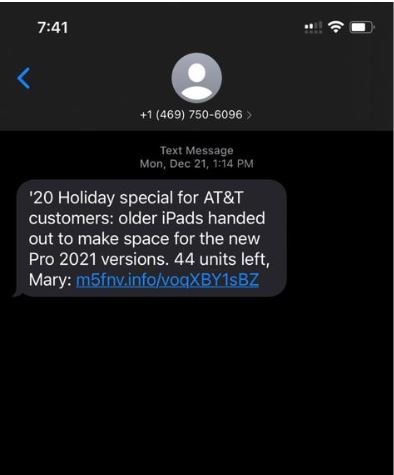 7:41
+1 (469) 750-6096 >
Text Message
Mon, Dec 21, 1:14 PM
'20 Holiday special for AT&T
customers: older iPads handed
out to make space for the new
Pro 2021 versions. 44 units left,
Mary: m5fnv.info/voqXBY1sBZ